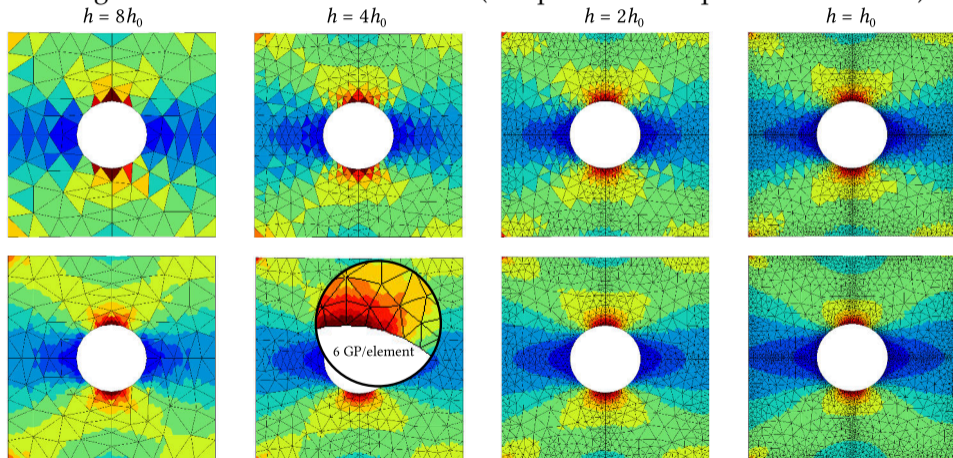 h = 8h₀ h = 4h₀ h = 2h₀ h = h₀
6 GP/element